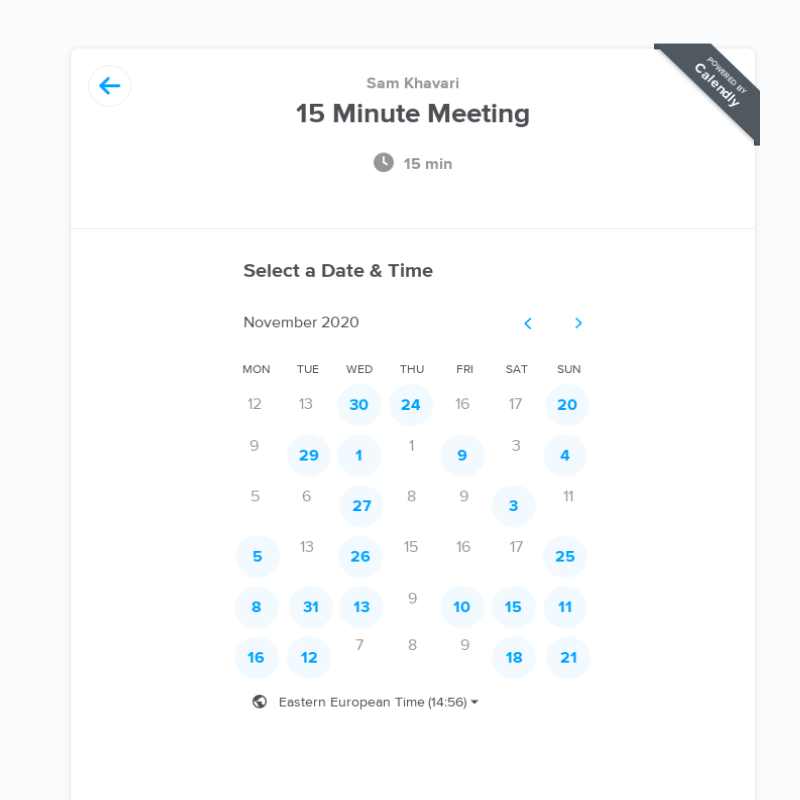 POWERED BY
Calendly
Sam Khavari
15 Minute Meeting
15 min
Select a Date & Time
November 2020
MON TUE WED THU FRI SAT SUN
12 13 30 24 16 17 20
9 29 1 1 9 3 4
5 6 27 8 9 3 11
5 13 26 15 16 17 25
8 31 13 9 10 15 11
16 12 7 8 9 18 21
Eastern European Time (14:56)